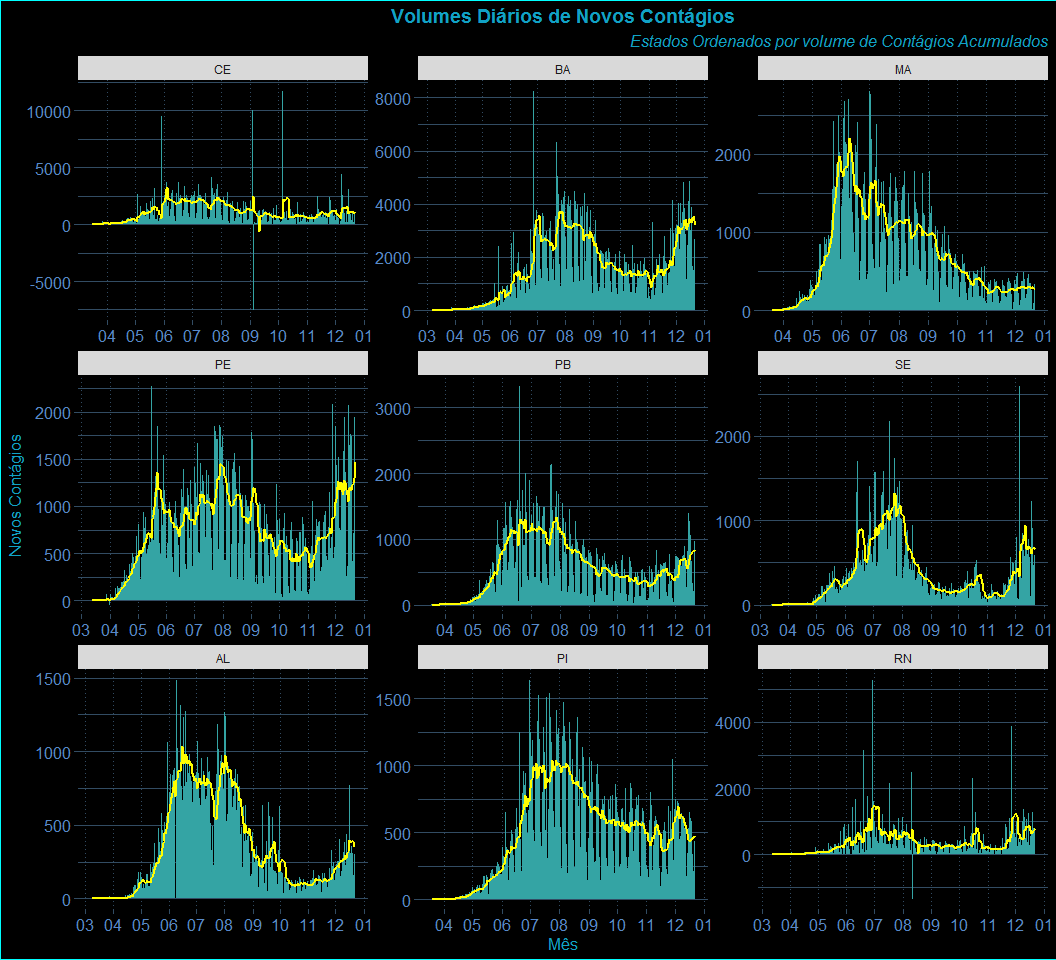 Volumes Diários de Novos Contágios
Estados Ordenados por volume de Contágios Acumulados
CE
BA
MA
10000
5000
0
-5000
8000
6000
4000
2000
0
2000
1000
0
04 05 06 07 08 09 10 11 12 01
03 04 05 06 07 08 09 10 11 12 01
04 05 06 07 08 09 10 11 12 01
PE
PB
SE
Novos Contágios
2000
1500
1000
500
0
3000
2000
1000
0
2000
1000
0
03 04 05 06 07 08 09 10 11 12 01
04 05 06 07 08 09 10 11 12 01
03 04 05 06 07 08 09 10 11 12 01
AL
PI
RN
1500
1000
500
0
1500
1000
500
0
4000
2000
0
03 04 05 06 07 08 09 10 11 12 01
04 05 06 07 08 09 10 11 12 01
03 04 05 06 07 08 09 10 11 12 01
Mês